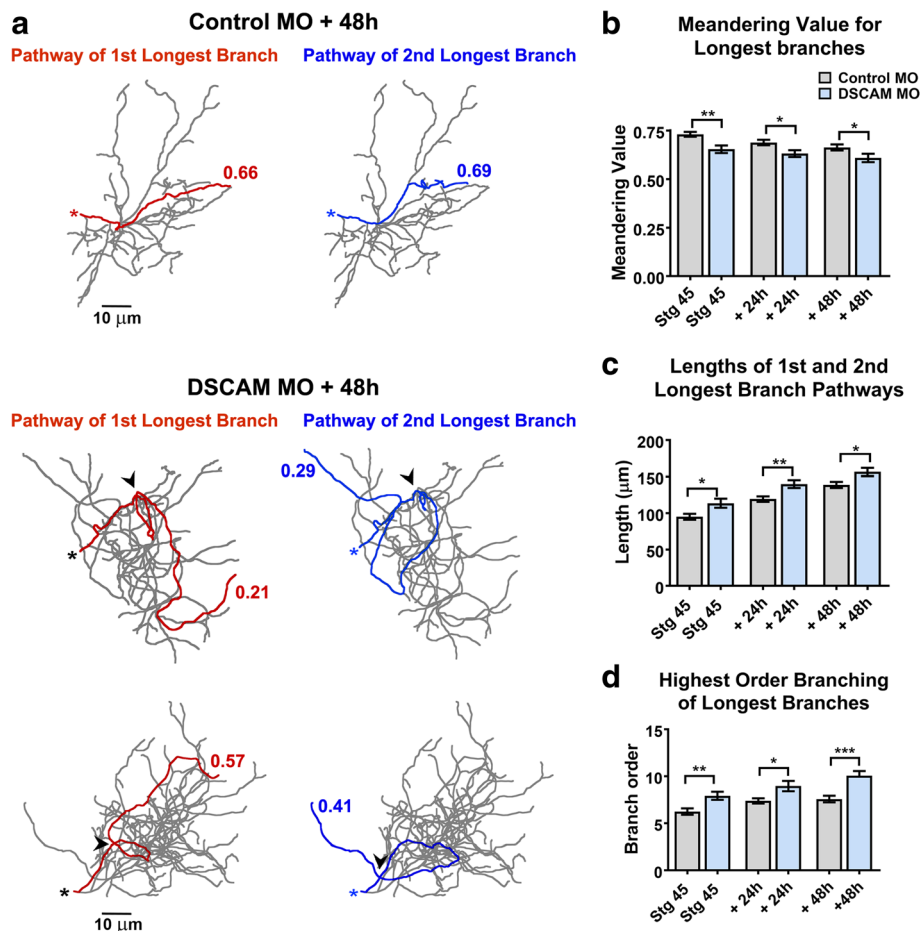 a
Control MO + 48h
Pathway of 1st Longest Branch
Pathway of 2nd Longest Branch
0.66
*
0.69
*
10 μm
DSCAM MO + 48h
Pathway of 1st Longest Branch
Pathway of 2nd Longest Branch
*
0.21
0.29
*
0.57
*
0.41
*
10 μm
b
Meandering Value for
Longest branches
Control MO
DSCAM MO
Meandering Value
0.75
0.50
0.25
0.00
**
*
*
Stg 45
Stg 45
+ 24h
+ 24h
+ 48h
+ 48h
c
Lengths of 1st and 2nd
Longest Branch Pathways
Length (μm)
200
150
100
50
0
*
**
*
Stg 45
Stg 45
+ 24h
+ 24h
+ 48h
+ 48h
d
Highest Order Branching
of Longest Branches
Branch order
15
10
5
0
**
*
***
Stg 45
Stg 45
+ 24h
+ 24h
+ 48h
+48h